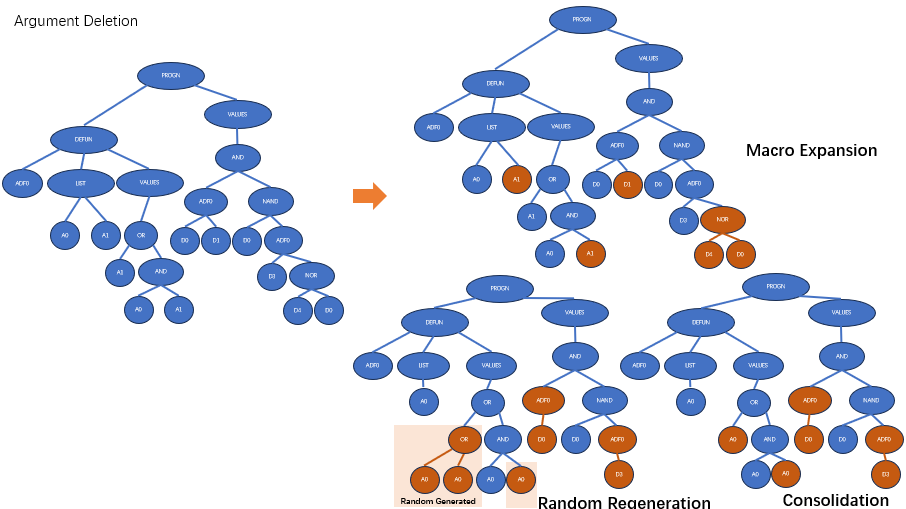 Argument Deletion
PROGN
VALUES
DEFUN
AND
ADF0
LIST
VALUES
ADF0
NAND
A0
A1
OR
D0
D1
D0
ADF0
A1
AND
D3
NOR
A0
A1
D4
D0
PROGN
VALUES
DEFUN
AND
ADF0
LIST
VALUES
ADF0
NAND
Macro Expansion
A0
A1
OR
D0
D1
D0
ADF0
A1
AND
D3
NOR
A0
A1
D4
D0
PROGN
VALUES
DEFUN
AND
ADF0
LIST
VALUES
A0
OR
ADF0
NAND
OR
AND
D0
D0
ADF0
A0
A0
A0
A0
D3
Random Generated
Random Regeneration
PROGN
VALUES
DEFUN
AND
ADF0
LIST
VALUES
A0
OR
ADF0
NAND
A0
AND
D0
D0
ADF0
A0
A0
D3
Consolidation